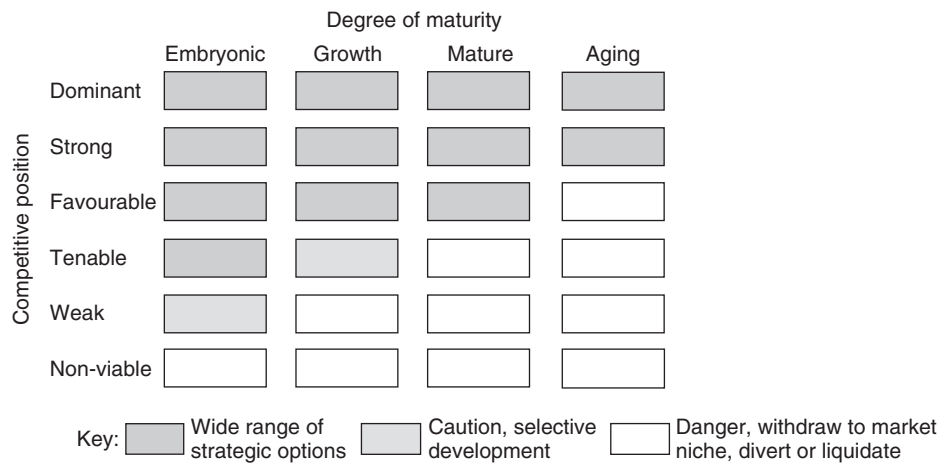 Degree of maturity
Embryonic Growth Mature Aging
Competitive position
Dominant
Strong
Favourable
Tenable
Weak
Non-viable
Key:
Wide range of
strategic options
Caution, selective
development
Danger, withdraw to market
niche, divert or liquidate